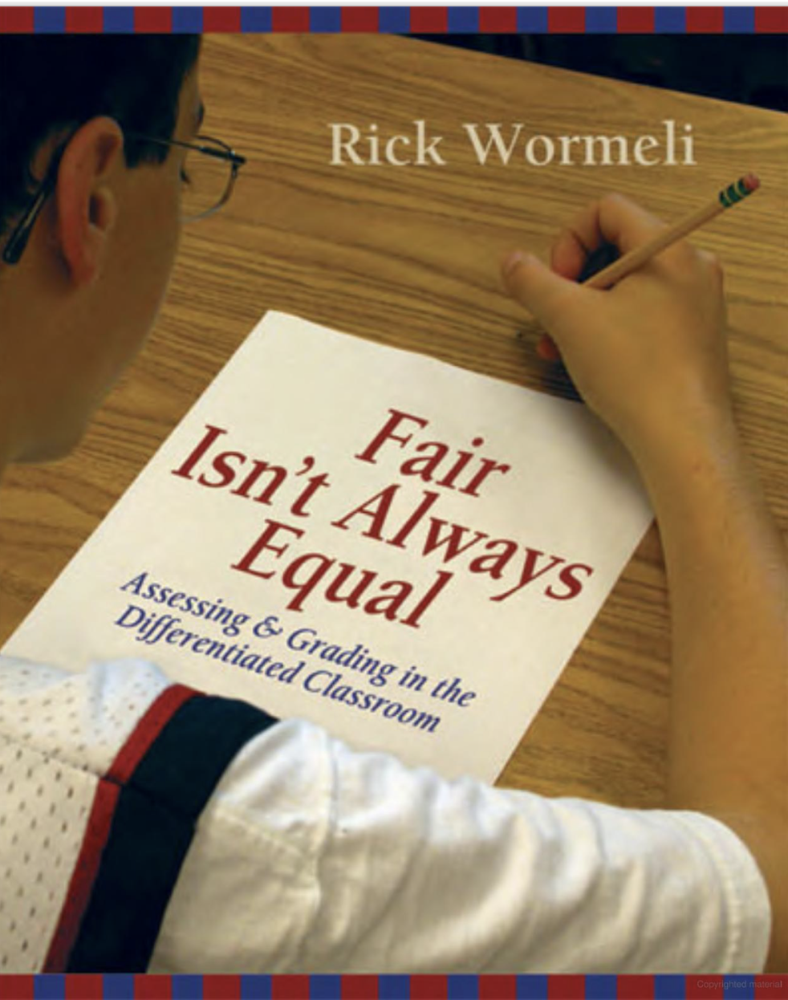 Rick Wormeli
Fair
Isn't Always
Equal
Assessing & Grading in the
Differentiated Classroom
Copyrighted material